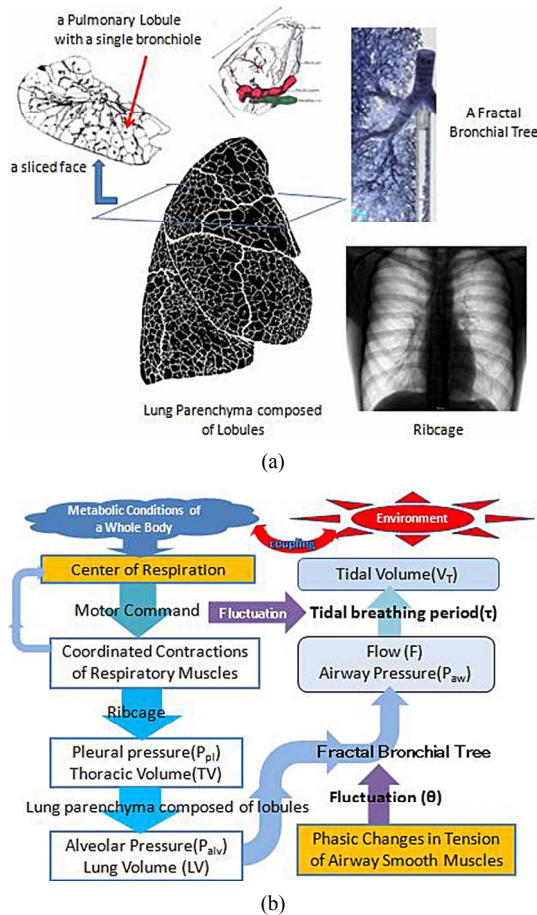 a Pulmonary Lobule
with a single bronchiole
A Fractal
Bronchial Tree
a sliced face
Lung Parenchyma composed
of Lobules
Ribcage
(a)
Metabolic Conditions of
a Whole Body
coupling
Environment
Center of Respiration
Tidal Volume(VT)
Motor Command
Fluctuation
Tidal breathing period(τ)
Coordinated Contractions
of Respiratory Muscles
Flow (F)
Airway Pressure(Paw)
Ribcage
Pleural pressure(Ppl)
Thoracic Volume(TV)
Fractal Bronchial Tree
Lung parenchyma composed of lobules
Fluctuation (θ)
Alveolar Pressure(Palv)
Lung Volume (LV)
Phasic Changes in Tension
of Airway Smooth Muscles
(b)